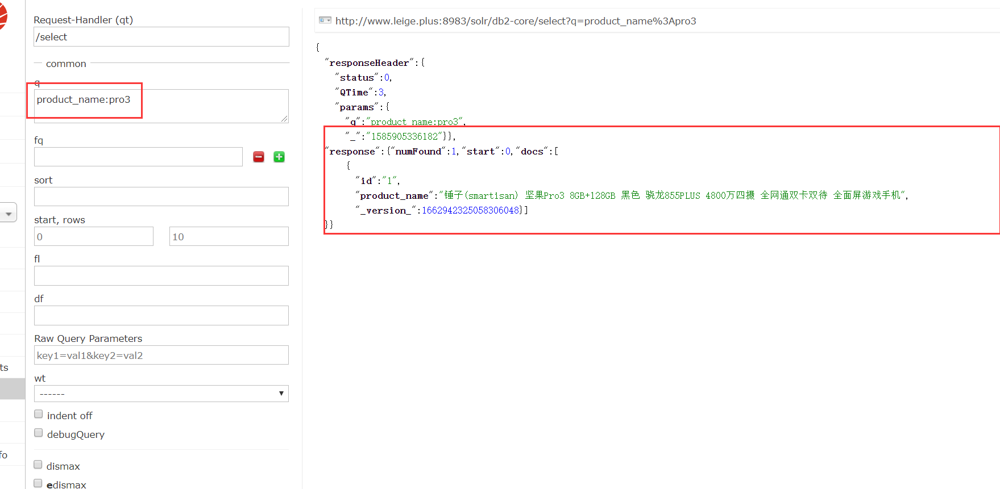 Request-Handler (qt)
/select
common
q
product_name:pro3
fq
sort
start, rows
0
10
fl
df
Raw Query Parameters
key1=val1&key2=val2
wt
------
indent off
debugQuery
dismax
edismax
ts
fo
http://www.leige.plus:8983/solr/db2-core/select?q=product_name%3Apro3
{
"responseHeader":{
"status":0,
"QTime":3,
"params":{
"q":"product_name:pro3",
"_":"1585905336182"}},
"response":{"numFound":1,"start":0,"docs":[
{
"id":"1",
"product_name":"锤子(smartisan) 坚果Pro3 8GB+128GB 黑色 骁龙855PLUS 4800万四摄 全网通双卡双待 全面屏游戏手机",
"_version_":1662942325058306048}]
}}